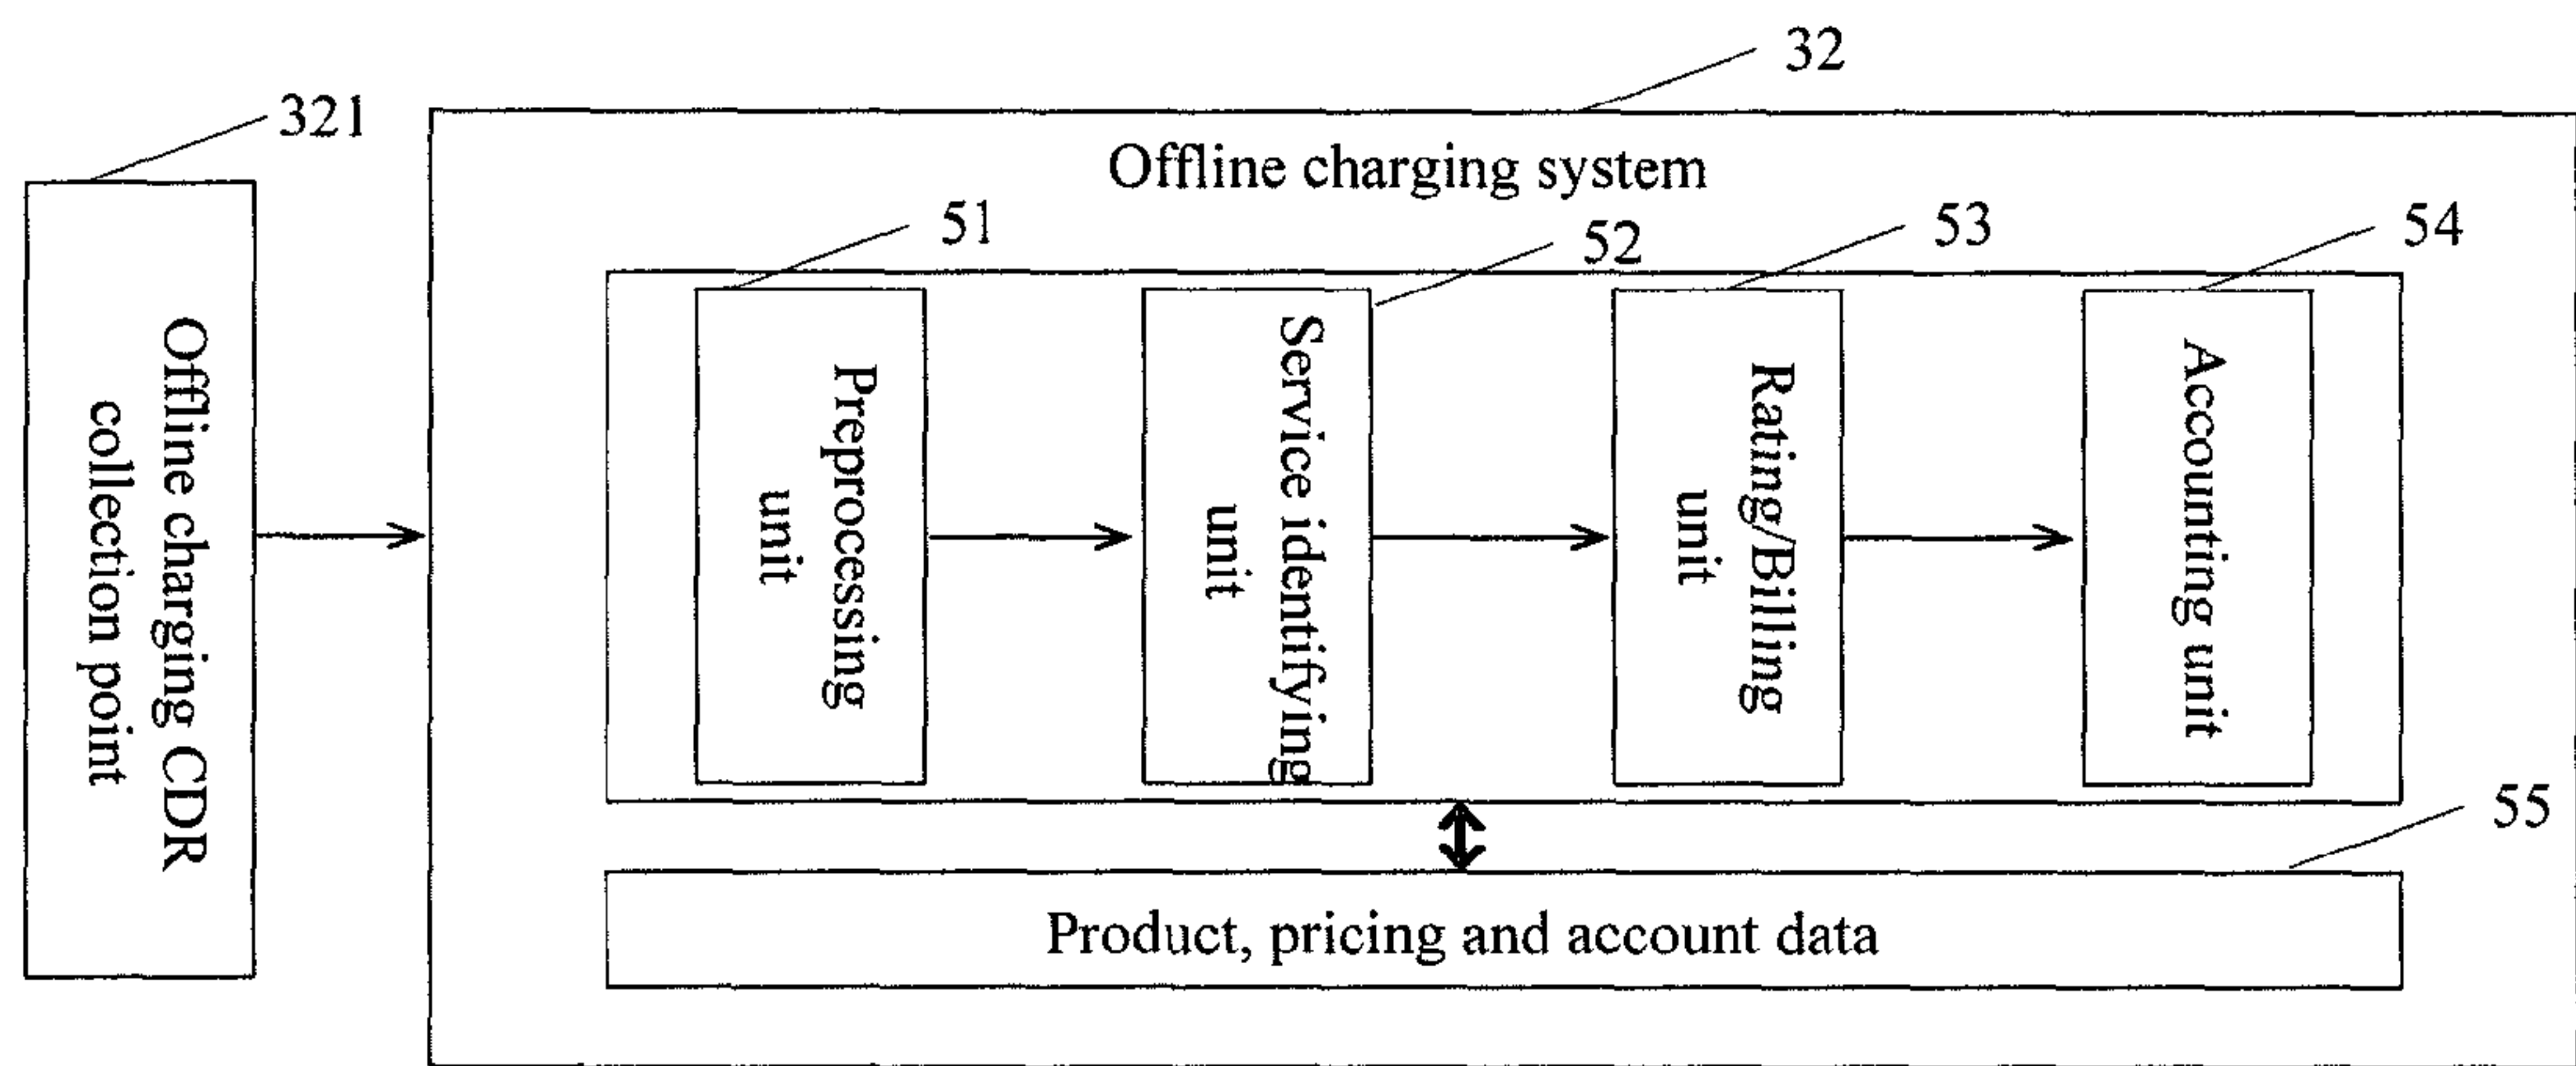 32
321
Offline charging system
51
52
53
54
Offline charging CDR
collection point
Preprocessing
unit
Service identifying
unit
Rating/Billing
unit
Accounting unit
55
Product, pricing and account data